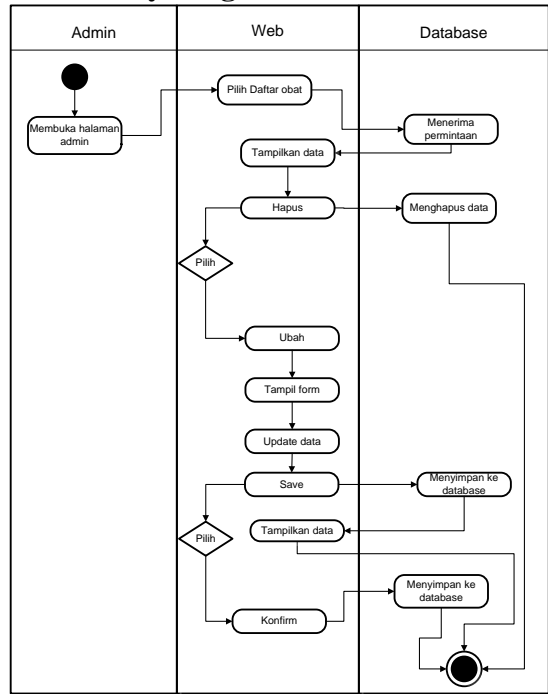 Admin
Web
Database
Pilih Daftar obat
Membuka halaman
admin
Menerima
permintaan
Tampilkan data
Hapus
Menghapus data
Pilih
Ubah
Tampil form
Update data
Save
Menyimpan ke
database
Tampilkan data
Pilih
Menyimpan ke
database
Konfirm